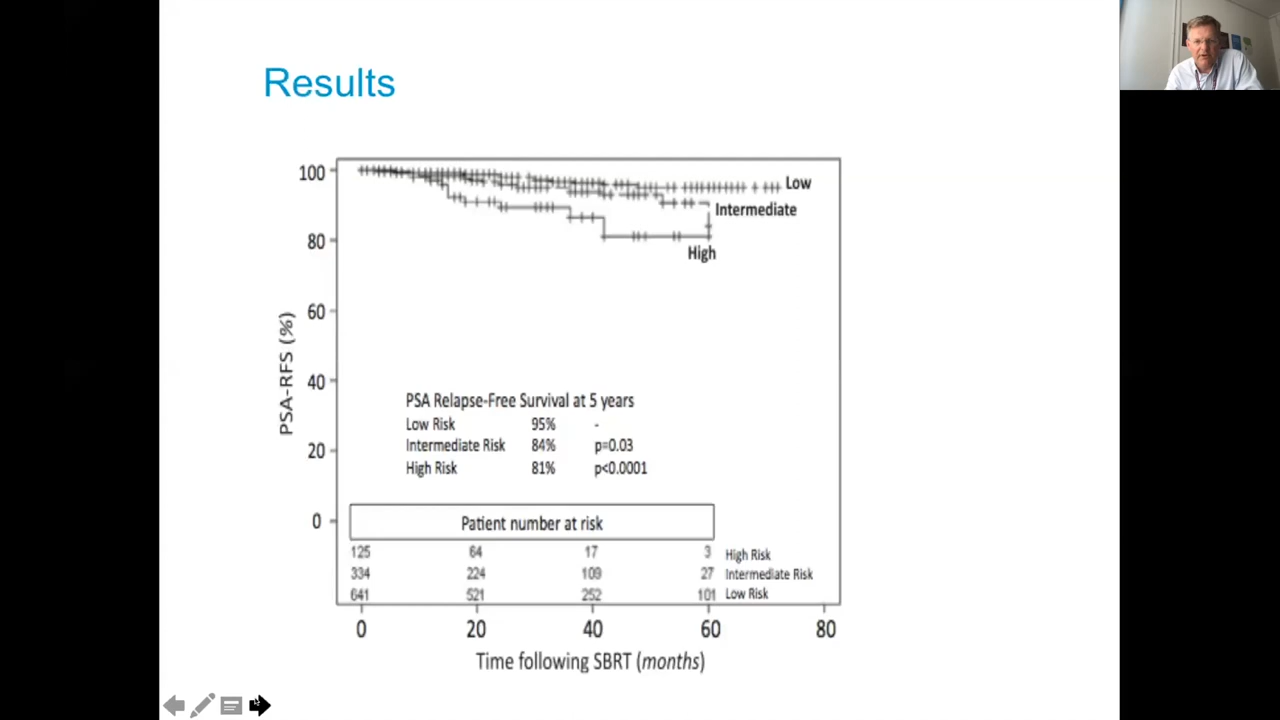 Results
100
80
60
40
20
0
PSA-RFS (%)
Low
Intermediate
High
PSA Relapse-Free Survival at 5 years
Low Risk 95% -
Intermediate Risk 84% p=0.03
High Risk 81% p<0.0001
Patient number at risk
125 64 17 3 High Risk
334 224 109 27 Intermediate Risk
641 521 252 101 Low Risk
0 20 40 60 80
Time following SBRT (months)